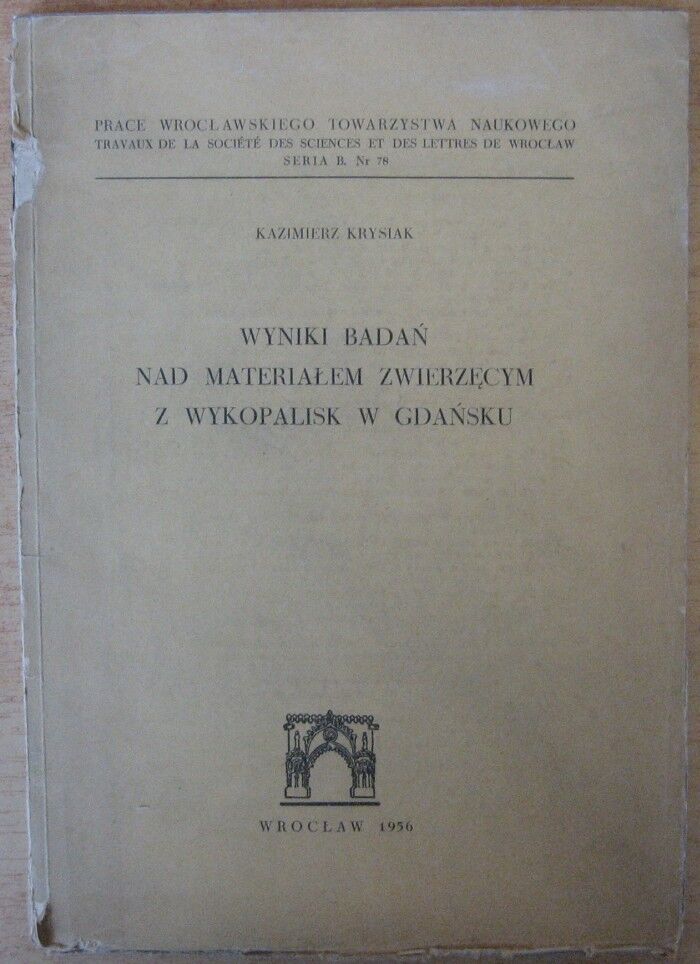 PRACE WROCŁAWSKIEGO TOWARZYSTWA NAUKOWEGO
TRAVAUX DE LA SOCIÉTÉ DES SCIENCES ET DES LETTRES DE WROCŁAW
SERIA B. Nr 78
KAZIMIERZ KRYSIAK
WYNIKI BADAŃ
NAD MATERIAŁEM ZWIERZĘCYM
Z WYKOPALISK W GDAŃSKU
WROCŁAW 1956